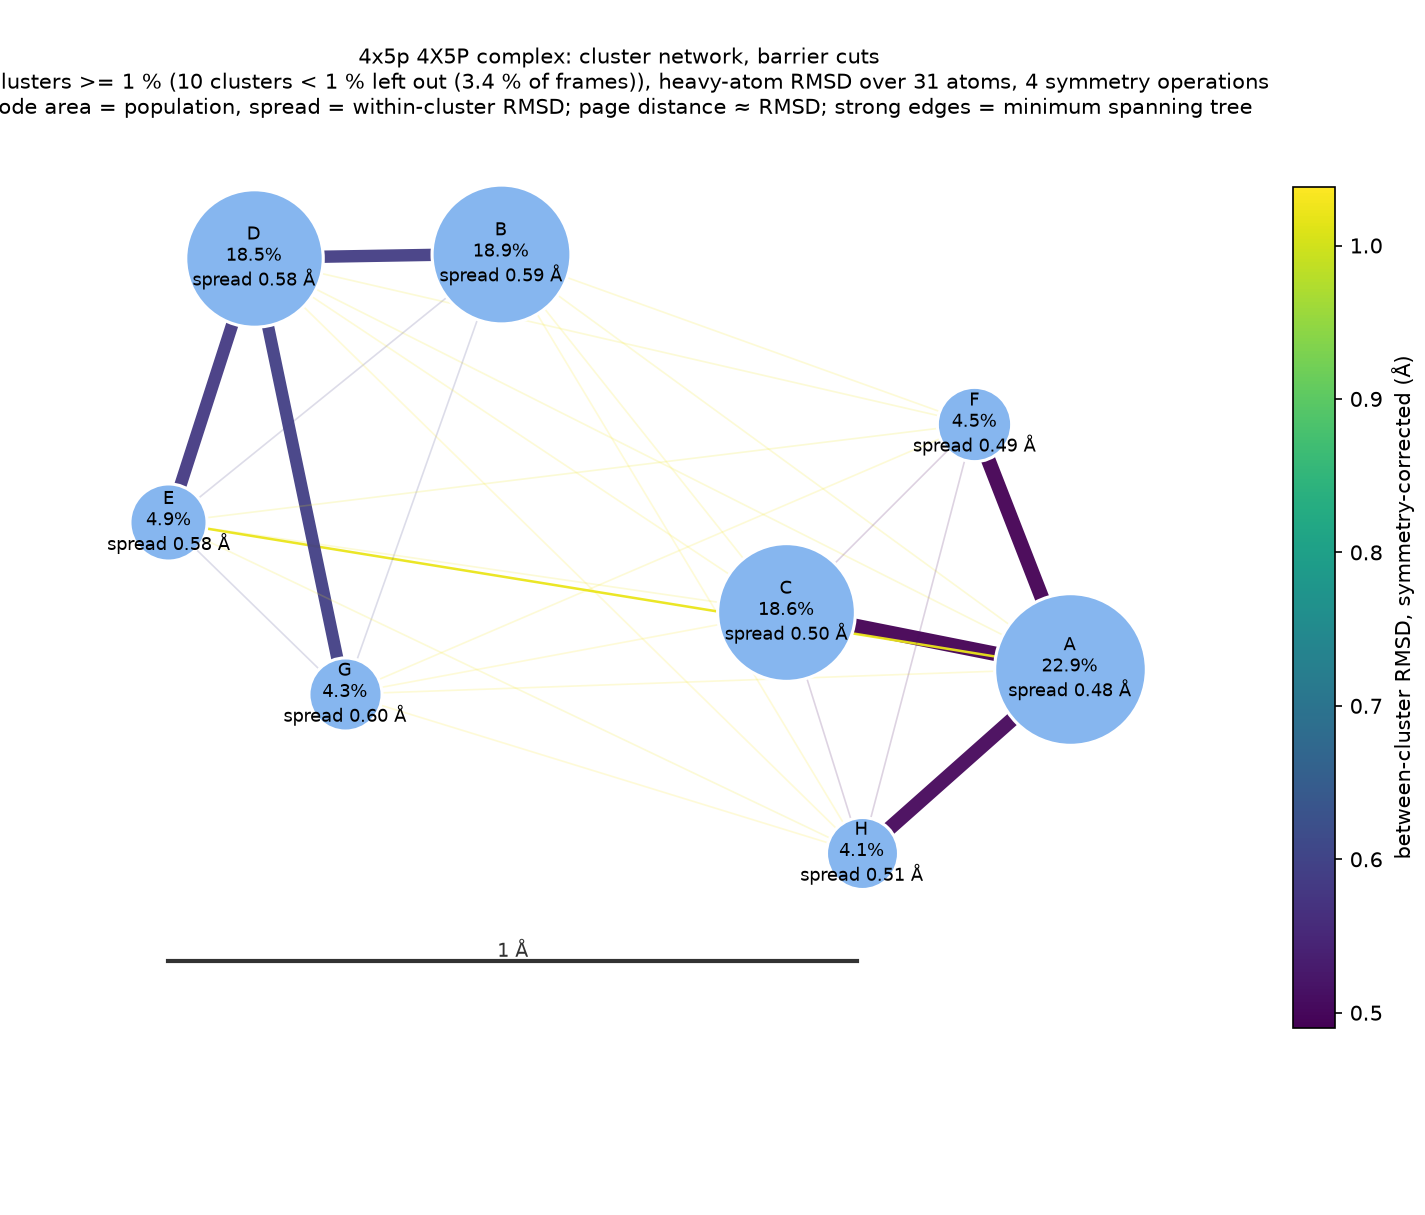 4x5p 4X5P complex: cluster network, barrier cuts
lusters >= 1 % (10 clusters < 1 % left out (3.4 % of frames)), heavy-atom RMSD over 31 atoms, 4 symmetry operations
ode area = population, spread = within-cluster RMSD; page distance ≈ RMSD; strong edges = minimum spanning tree
D
18.5%
spread 0.58 Å
B
18.9%
spread 0.59 Å
F
4.5%
spread 0.49 Å
E
4.9%
spread 0.58 Å
C
18.6%
spread 0.50 Å
A
22.9%
spread 0.48 Å
G
4.3%
spread 0.60 Å
H
4.1%
spread 0.51 Å
1 Å
1.0
0.9
0.8
0.7
0.6
0.5
between-cluster RMSD, symmetry-corrected (Å)